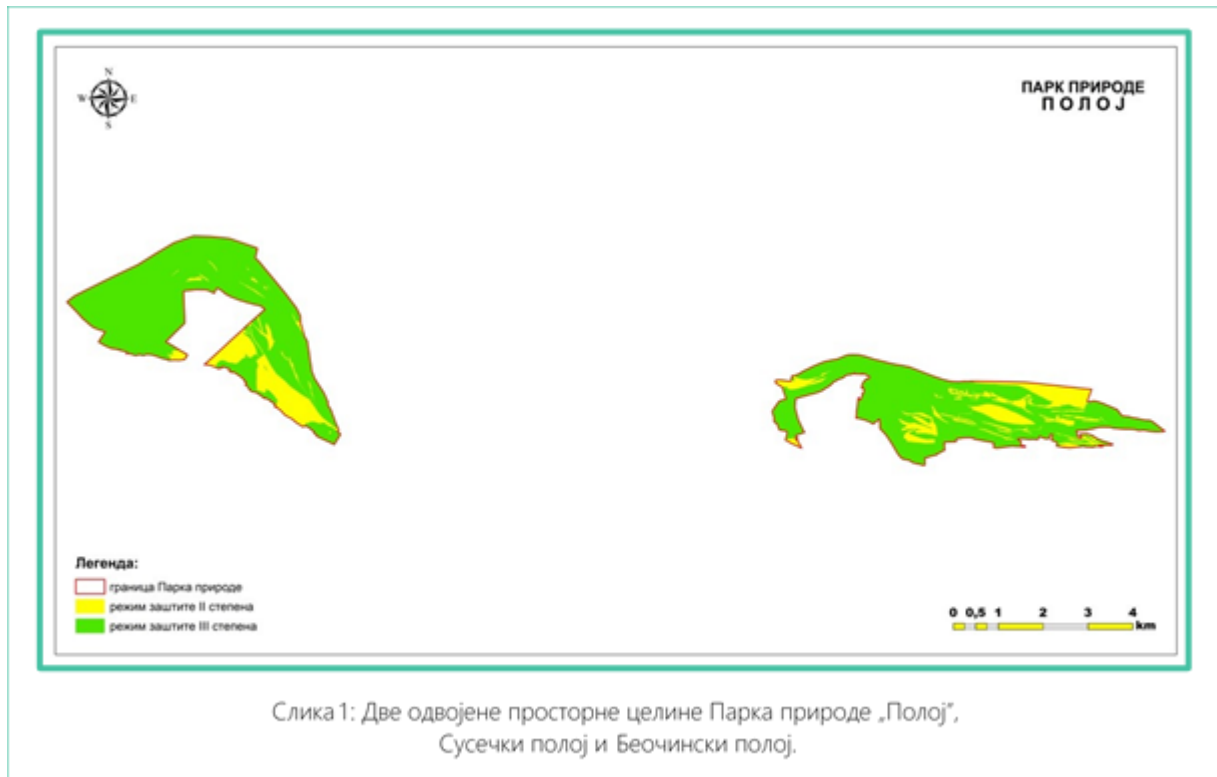 N
W E
S
ПАРК ПРИРОДЕ
ПОЛОЈ
Легенда:
граница Парка природе
режим заштите II степена
режим заштите III степена
0 0,5 1 2 3 4
km
Слика 1: Две одвојене просторне целине Парка природе „Полој”,
Сусечки полој и Беочински полој.